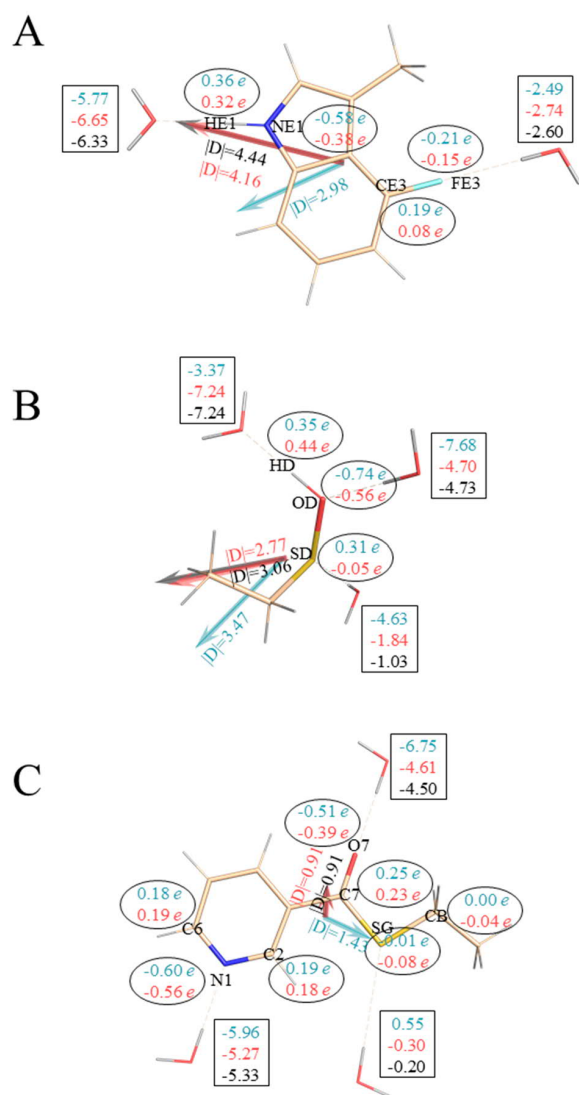 A
-5.77
-6.65
-6.33
0.36 e
0.32 e
HE1
NE1
-0.58
-0.38
-0.21 e
-0.15 e
-2.49
-2.74
-2.60
|D|=4.44
|D|=4.16
|D|=2.98
CE3
FE3
0.19 e
0.08 e
B
-3.37
-7.24
-7.24
0.35 e
0.44 e
HD
OD
-0.74 e
-0.56 e
-7.68
-4.70
-4.73
|D|=2.77
|D|=3.06
|D|=3.47
SD
0.31 e
-0.05 e
-4.63
-1.84
-1.03
C
-6.75
-4.61
-4.50
-0.51 e
-0.39 e
O7
|D|=0.91
|D|=0.91
|D|=1.43
C7
0.25 e
0.23 e
0.18 e
0.19 e
C6
SG
CB
0.00 e
-0.04 e
-0.01 e
-0.08 e
-0.60 e
-0.56 e
N1
C2
0.19 e
0.18 e
-5.96
-5.27
-5.33
0.55
-0.30
-0.20